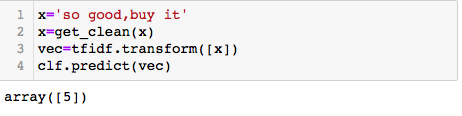 1 x='so good,buy it'
2 x=get_clean(x)
3 vec=tfidf.transform([x])
4 clf.predict(vec)
array([5])